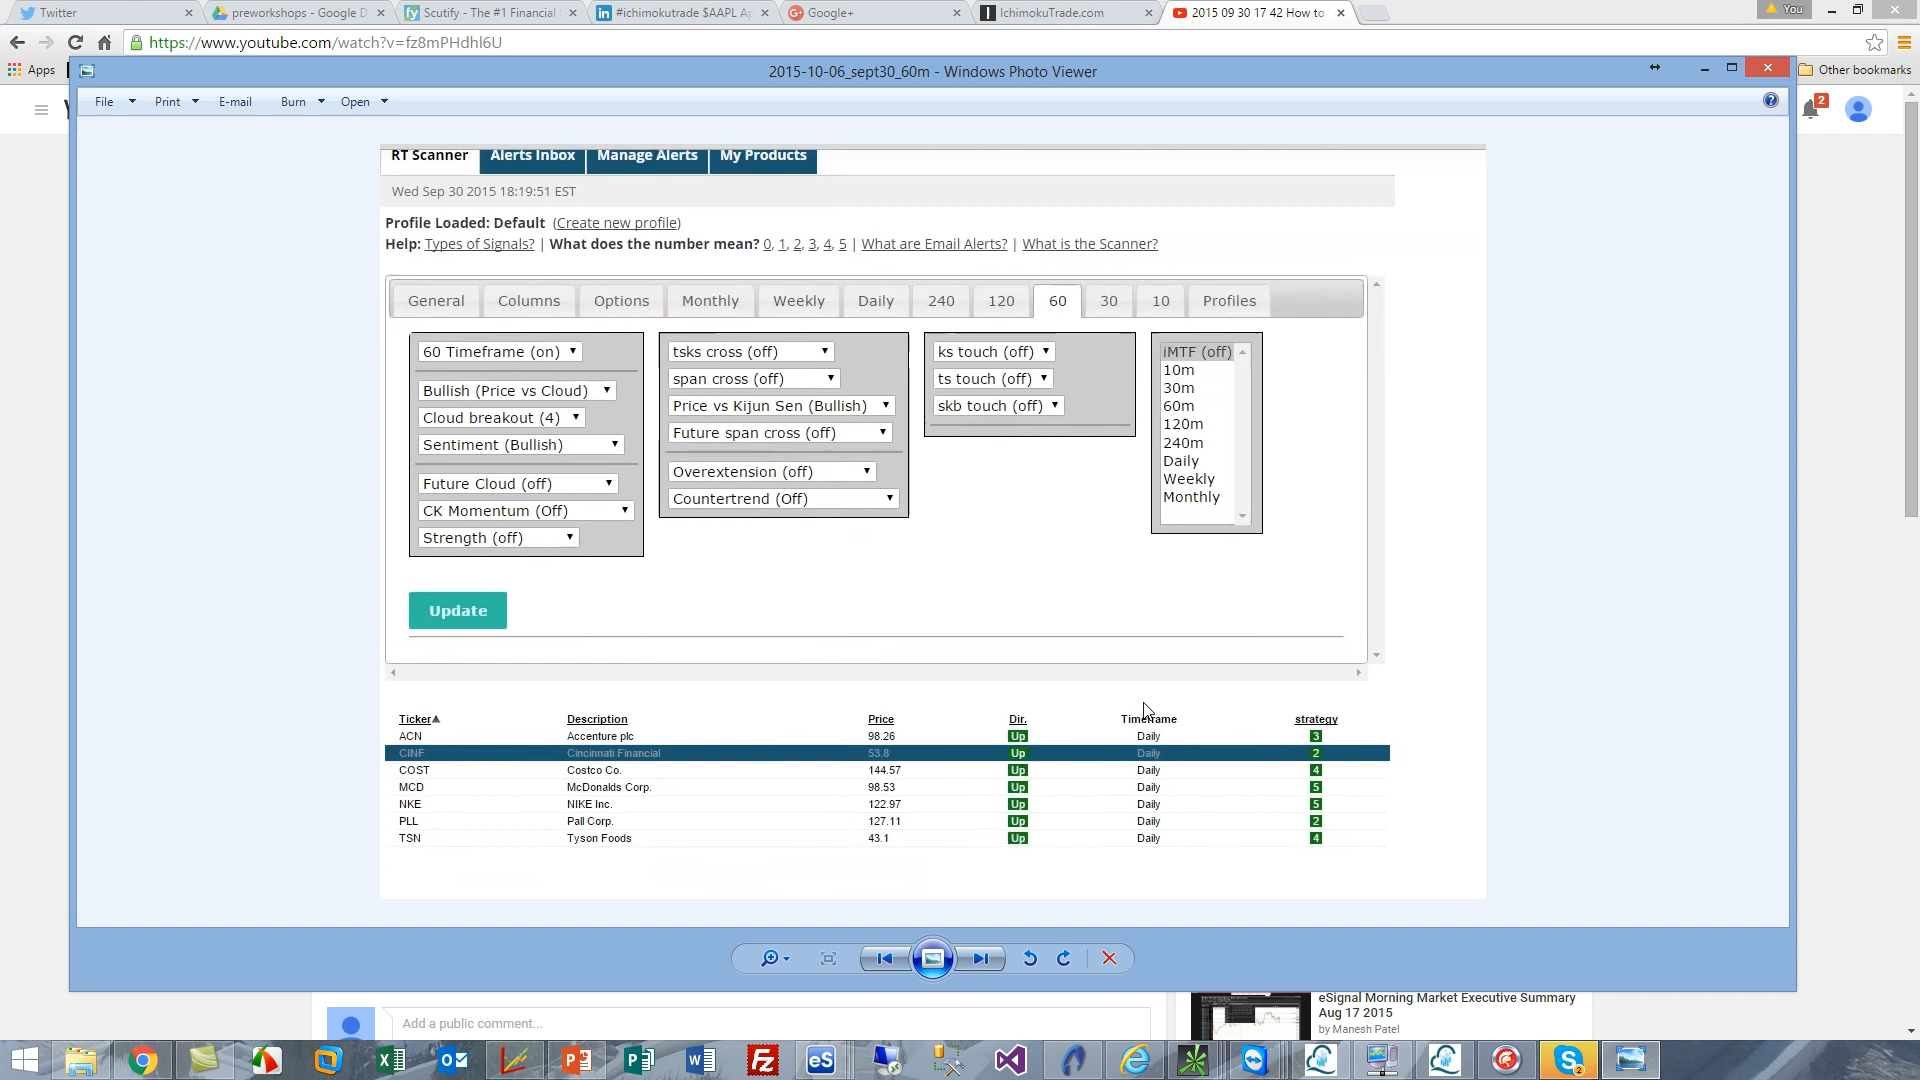 Twitter
preworkshops - Google D
Scutify - The #1 Financial
#ichimokutrade $AAPL Ap
Google+
IchimokuTrade.com
2015 09 30 17 42 How to
You
https://www.youtube.com/watch?v=fz8mPHdhl6U
Apps
Other bookmarks
2015-10-06_sept30_60m - Windows Photo Viewer
File
Print
E-mail
Burn
Open
2
RT Scanner
Alerts Inbox
Manage Alerts
My Products
Wed Sep 30 2015 18:19:51 EST
Profile Loaded: Default (Create new profile)
Help: Types of Signals? | What does the number mean? 0, 1, 2, 3, 4, 5 | What are Email Alerts? | What is the Scanner?
General
Columns
Options
Monthly
Weekly
Daily
240
120
60
30
10
Profiles
60 Timeframe (on)
Bullish (Price vs Cloud)
Cloud breakout (4)
Sentiment (Bullish)
Future Cloud (off)
CK Momentum (Off)
Strength (off)
tsks cross (off)
span cross (off)
Price vs Kijun Sen (Bullish)
Future span cross (off)
Overextension (off)
Countertrend (Off)
ks touch (off)
ts touch (off)
skb touch (off)
iMTF (off)
10m
30m
60m
120m
240m
Daily
Weekly
Monthly
Update
Ticker Description Price Dir. Timeframe strategy
ACN Accenture plc 98.26 Up Daily 3
CINF Cincinnati Financial 53.8 Up Daily 2
COST Costco Co. 144.57 Up Daily 4
MCD McDonalds Corp. 98.53 Up Daily 5
NKE NIKE Inc. 122.97 Up Daily 5
PLL Pall Corp. 127.11 Up Daily 2
TSN Tyson Foods 43.1 Up Daily 4
Add a public comment...
eSignal Morning Market Executive Summary
Aug 17 2015
by Manesh Patel
eS
2